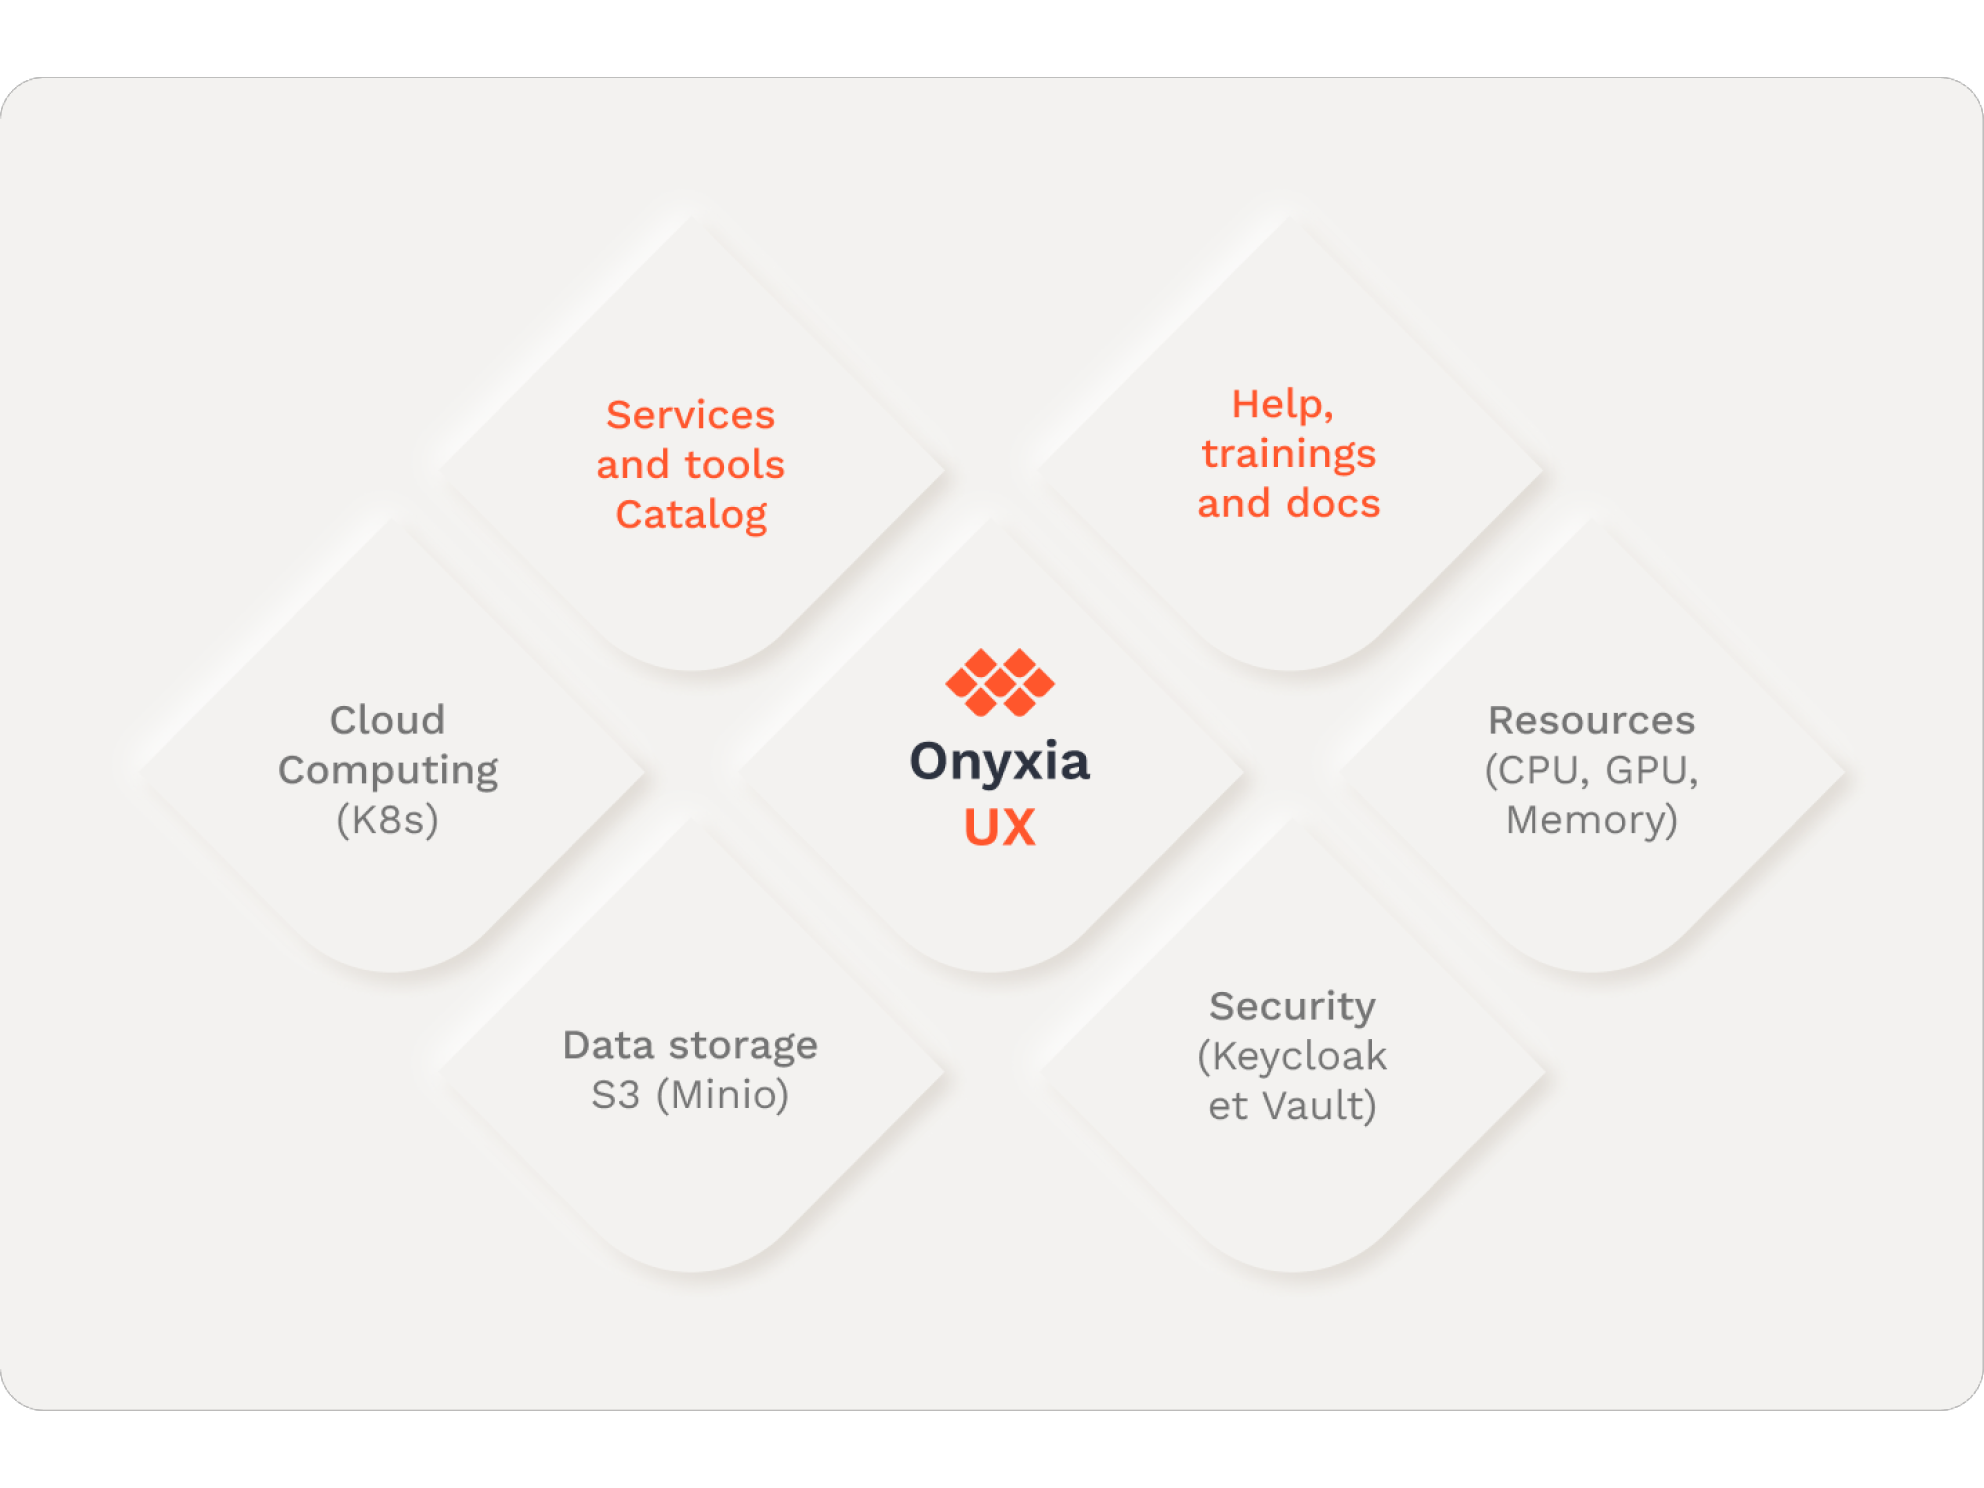 Services
and tools
Catalog
Help,
trainings
and docs
Cloud
Computing
(K8s)
Onyxia
UX
Resources
(CPU, GPU,
Memory)
Data storage
S3 (Minio)
Security
(Keycloak
et Vault)